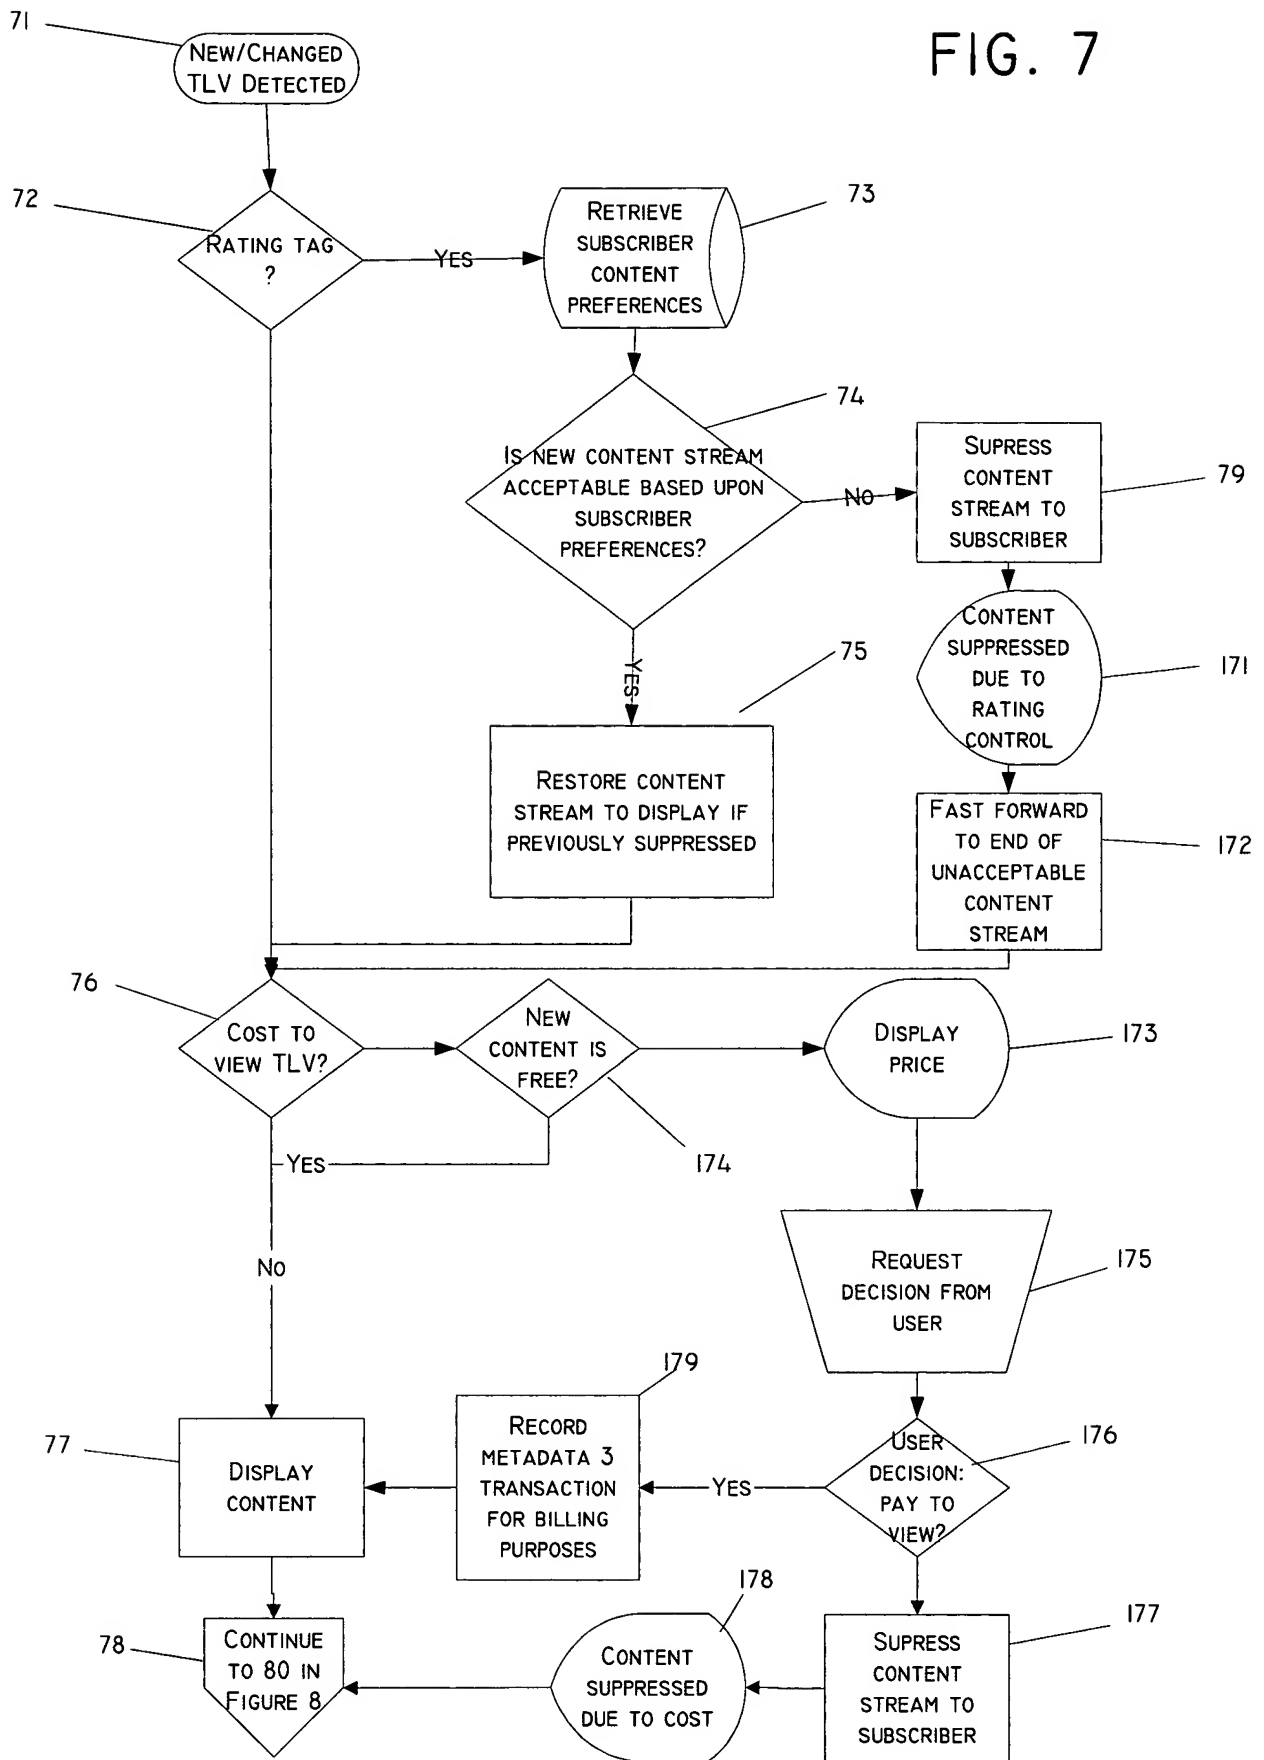 FIG. 7
71
NEW/CHANGED
TLV DETECTED
72
RATING TAG
?
YES
RETRIEVE
SUBSCRIBER
CONTENT
PREFERENCES
73
74
IS NEW CONTENT STREAM
ACCEPTABLE BASED UPON
SUBSCRIBER
PREFERENCES?
NO
SUPRESS
CONTENT
STREAM TO
SUBSCRIBER
79
YES
75
CONTENT
SUPPRESSED
DUE TO
RATING
CONTROL
171
RESTORE CONTENT
STREAM TO DISPLAY IF
PREVIOUSLY SUPPRESSED
FAST FORWARD
TO END OF
UNACCEPTABLE
CONTENT
STREAM
172
76
COST TO
VIEW TLV?
NEW
CONTENT IS
FREE?
174
DISPLAY
PRICE
173
YES
NO
REQUEST
DECISION FROM
USER
175
179
77
DISPLAY
CONTENT
RECORD
METADATA 3
TRANSACTION
FOR BILLING
PURPOSES
YES
USER
DECISION:
PAY TO
VIEW?
176
78
CONTINUE
TO 80 IN
FIGURE 8
178
CONTENT
SUPPRESSED
DUE TO COST
177
SUPRESS
CONTENT
STREAM TO
SUBSCRIBER